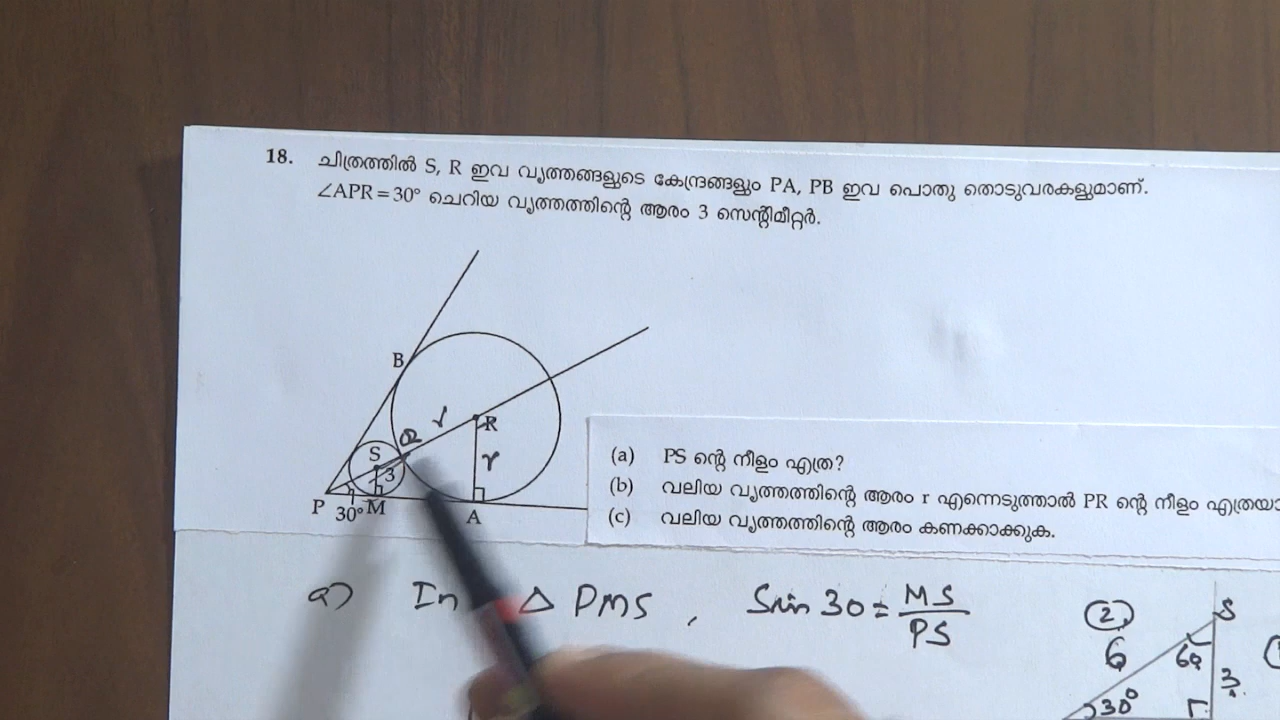 18. ചിത്രത്തിൽ S, R ഇവ വൃത്തങ്ങളുടെ കേന്ദ്രങ്ങളും PA, PB ഇവ പൊതു തൊടുവരകളുമാണ്.
∠APR=30° ചെറിയ വൃത്തത്തിന്റെ ആരം 3 സെന്റീമീറ്റർ.
B
r
Q
R
S
3
r
P
30°
M
A
(a) PS ന്റെ നീളം എത്ര?
(b) വലിയ വൃത്തത്തിന്റെ ആരം r എന്നെടുത്താൽ PR ന്റെ നീളം
(c) വലിയ വൃത്തത്തിന്റെ ആരം കണക്കാക്കുക.
a) In △ PMS, Sin 30 = MS/PS
(2)
S
6
60
3
30°